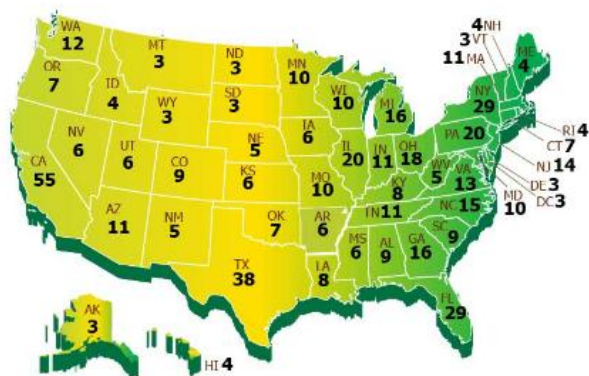 WA
12
OR
7
CA
55
NV
6
ID
4
MT
3
WY
3
UT
6
AZ
11
CO
9
NM
5
ND
3
SD
3
NE
5
KS
6
OK
7
TX
38
MN
10
IA
6
MO
10
AR
6
LA
8
WI
10
IL
20
MI
16
IN
11
OH
18
KY
8
TN 11
MS
6
AL
9
GA
16
FL
29
SC
9
NC 15
VA
13
WV
5
PA 20
NY
29
ME
4
4 NH
3 VT
11 MA
RI 4
CT 7
NJ 14
DE 3
DC 3
MD
10
AK
3
HI 4